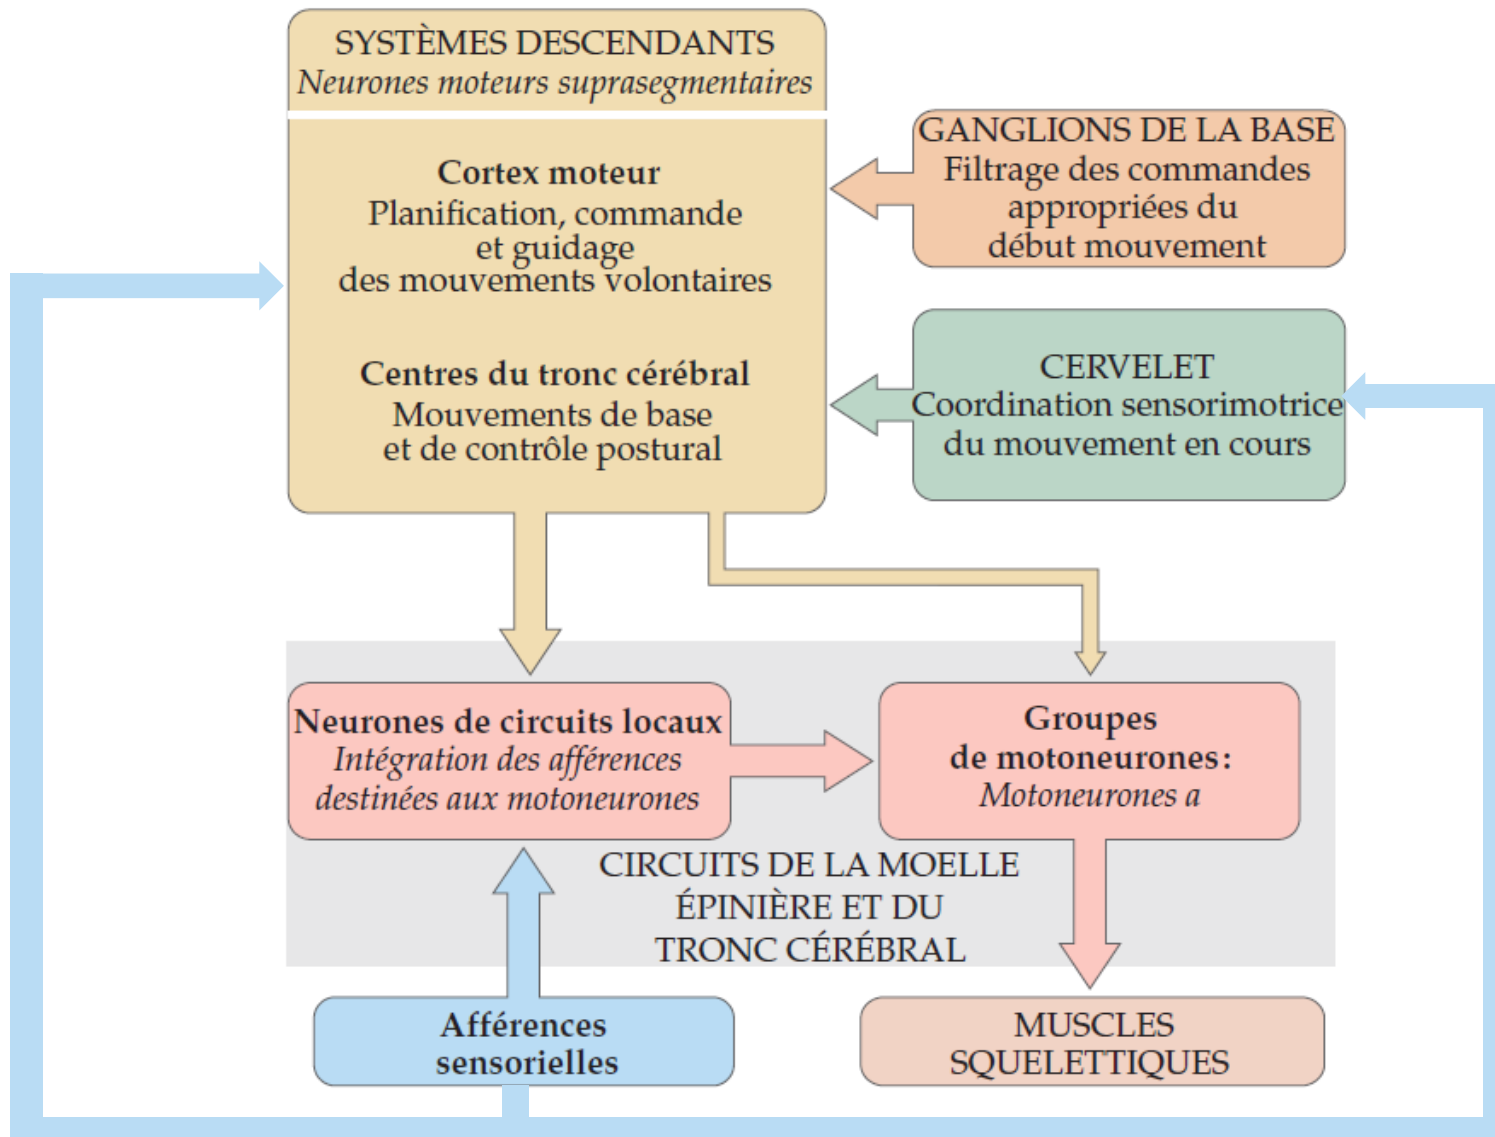 SYSTÈMES DESCENDANTS
Neurones moteurs suprasegmentaires
Cortex moteur
Planification, commande
et guidage
des mouvements volontaires
Centres du tronc cérébral
Mouvements de base
et de contrôle postural
GANGLIONS DE LA BASE
Filtrage des commandes
appropriées du
début mouvement
CERVELET
Coordination sensorimotrice
du mouvement en cours
Neurones de circuits locaux
Intégration des afférences
destinées aux motoneurones
Groupes
de motoneurones :
Motoneurones a
CIRCUITS DE LA MOELLE
ÉPINIÈRE ET DU
TRONC CÉRÉBRAL
Afférences
sensorielles
MUSCLES
SQUELETTIQUES